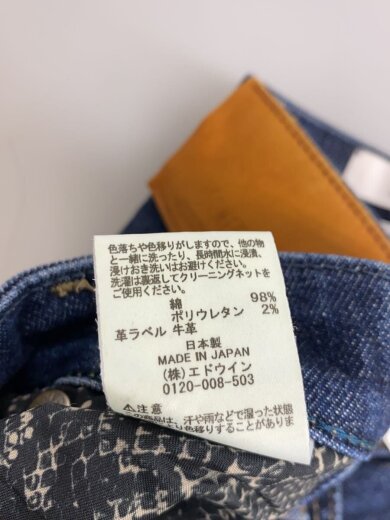 色落ちや色移りがしますので、他の物
と一緒に洗ったり、長時間水に浸漬、
浸けおき洗いはお避けください。
洗濯は裏返してクリーニングネットを
ご使用ください。
綿 98%
ポリウレタン 2%
革ラベル 牛革
日本製
MADE IN JAPAN
(株)エドウイン
0120-008-503
⚠注意
の商品は、汗や雨などで湿った状態
色移りすることがありま